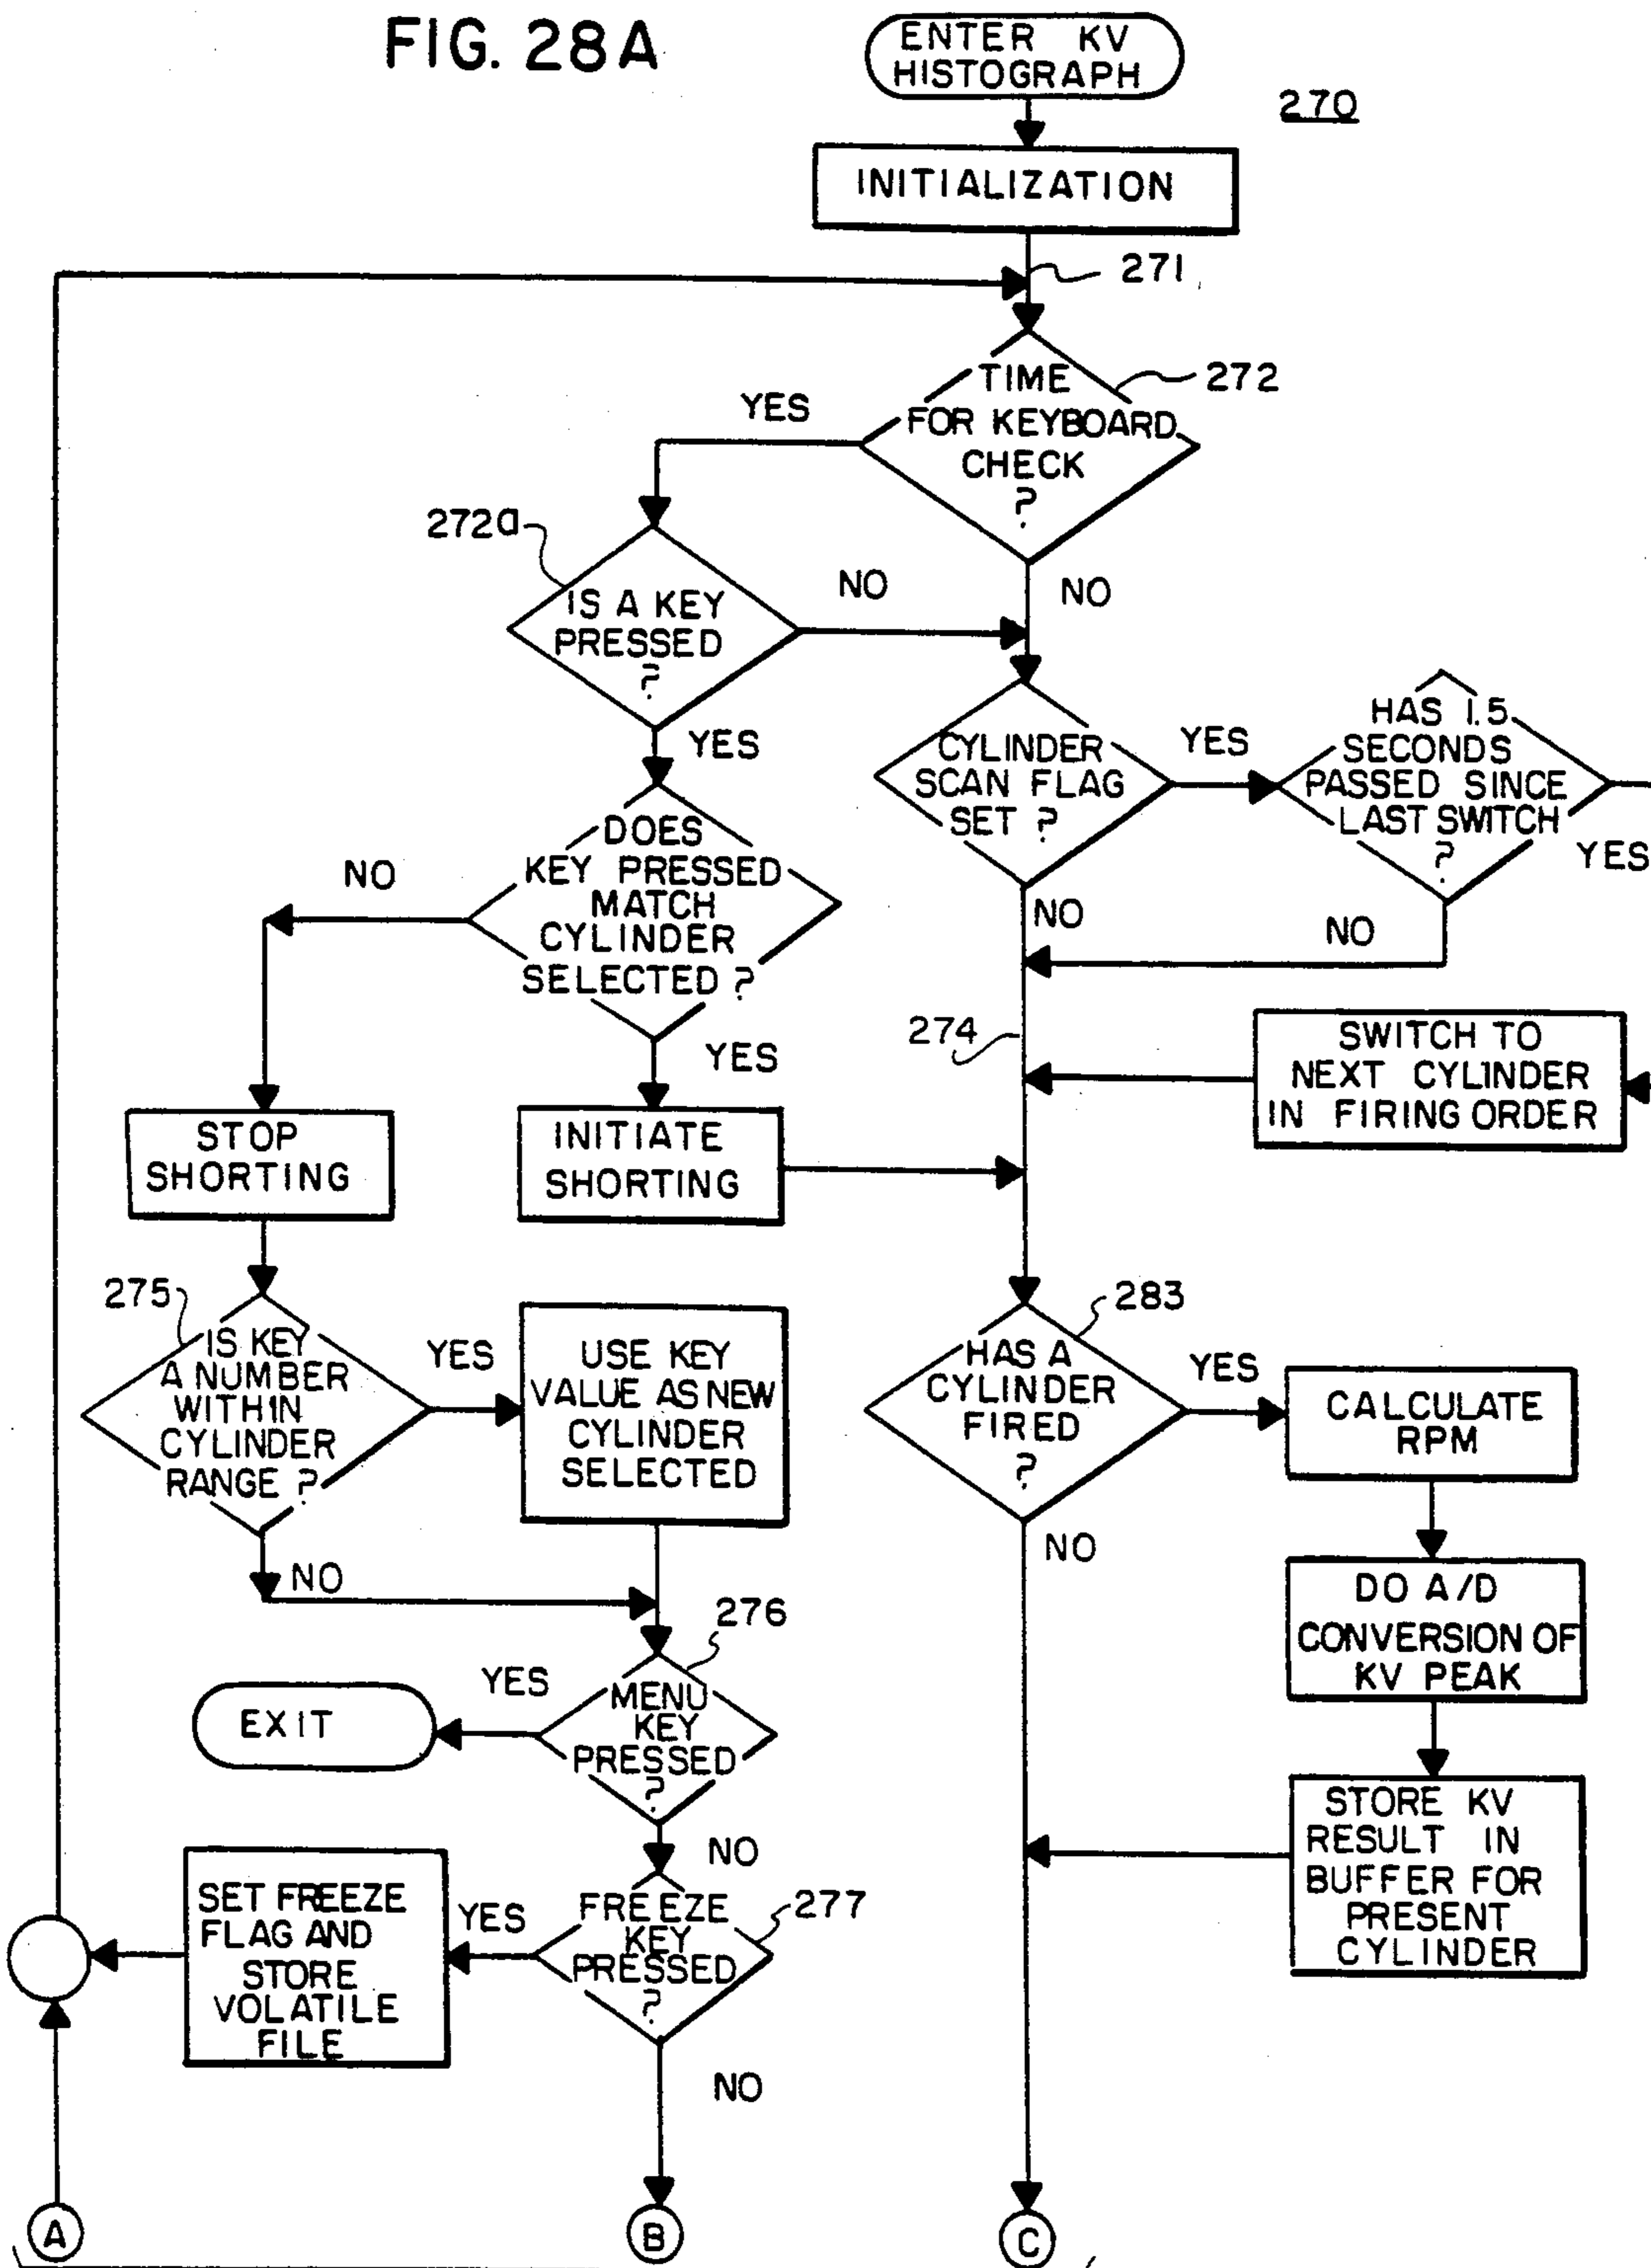 FIG. 28A
ENTER KV
HISTOGRAPH
270
INITIALIZATION
271
TIME
FOR KEYBOARD
CHECK
?
272
YES
NO
272a
IS A KEY
PRESSED
?
NO
YES
CYLINDER
SCAN FLAG
SET ?
YES
NO
HAS 1.5
SECONDS
PASSED SINCE
LAST SWITCH
?
YES
NO
DOES
KEY PRESSED
MATCH
CYLINDER
SELECTED ?
NO
YES
274
SWITCH TO
NEXT CYLINDER
IN FIRING ORDER
STOP
SHORTING
INITIATE
SHORTING
275
IS KEY
A NUMBER
WITHIN
CYLINDER
RANGE ?
YES
NO
USE KEY
VALUE AS NEW
CYLINDER
SELECTED
283
HAS A
CYLINDER
FIRED
?
YES
NO
CALCULATE
RPM
DO A/D
CONVERSION OF
KV PEAK
STORE KV
RESULT IN
BUFFER FOR
PRESENT
CYLINDER
276
MENU
KEY
PRESSED
?
YES
EXIT
NO
277
FREEZE
KEY
PRESSED
?
YES
SET FREEZE
FLAG AND
STORE
VOLATILE
FILE
NO
A
B
C